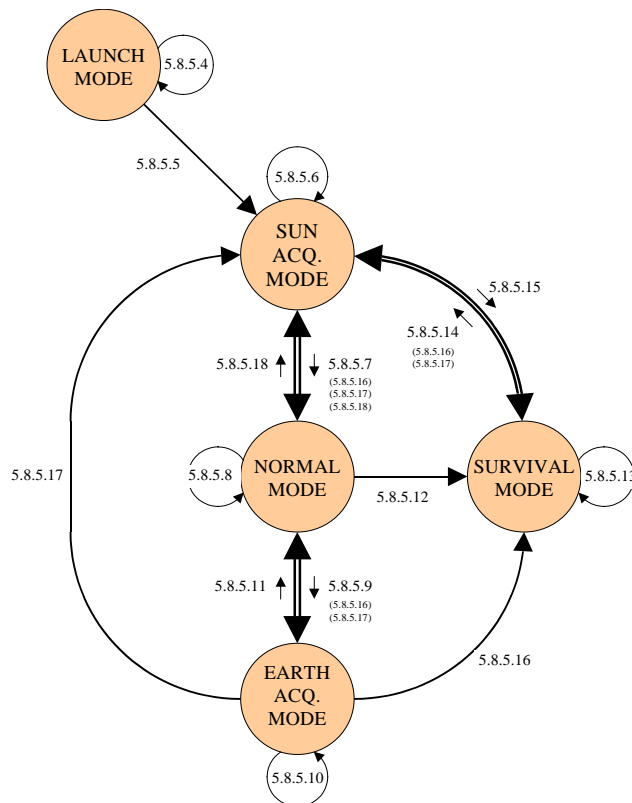 LAUNCH
MODE
5.8.5.4
5.8.5.5
5.8.5.6
SUN
ACQ.
MODE
5.8.5.15
5.8.5.14
(5.8.5.16)
(5.8.5.17)
5.8.5.18
5.8.5.7
(5.8.5.16)
(5.8.5.17)
(5.8.5.18)
5.8.5.17
5.8.5.8
NORMAL
MODE
5.8.5.12
SURVIVAL
MODE
5.8.5.13
5.8.5.11
5.8.5.9
(5.8.5.16)
(5.8.5.17)
5.8.5.16
EARTH
ACQ.
MODE
5.8.5.10